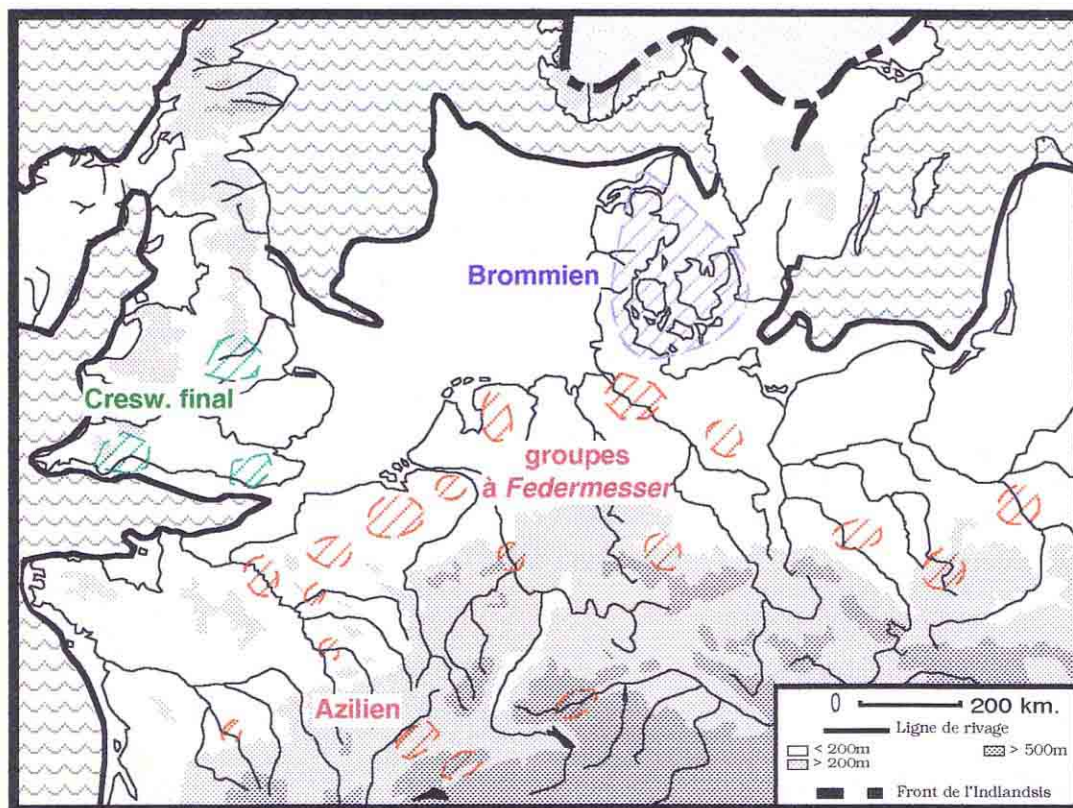 Brommien
Cresw. final
groupes
à Federmesser
Azilien
0 200 km.
Ligne de rivage
< 200m > 500m
> 200m
Front de l'Indlandsis